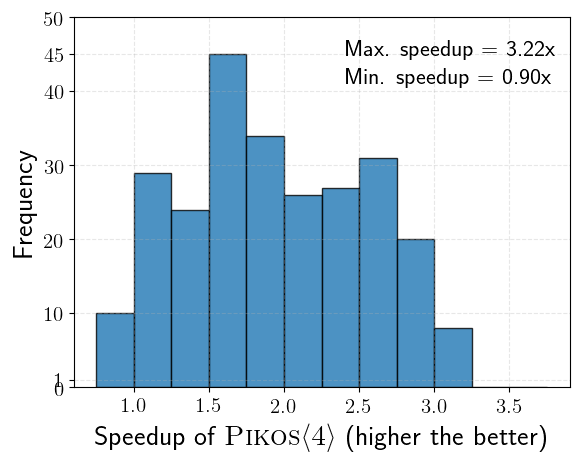 50
45
40
30
20
10
1
0
Frequency
Max. speedup = 3.22x
Min. speedup = 0.90x
1.0 1.5 2.0 2.5 3.0 3.5
Speedup of PIKOS⟨4⟩ (higher the better)